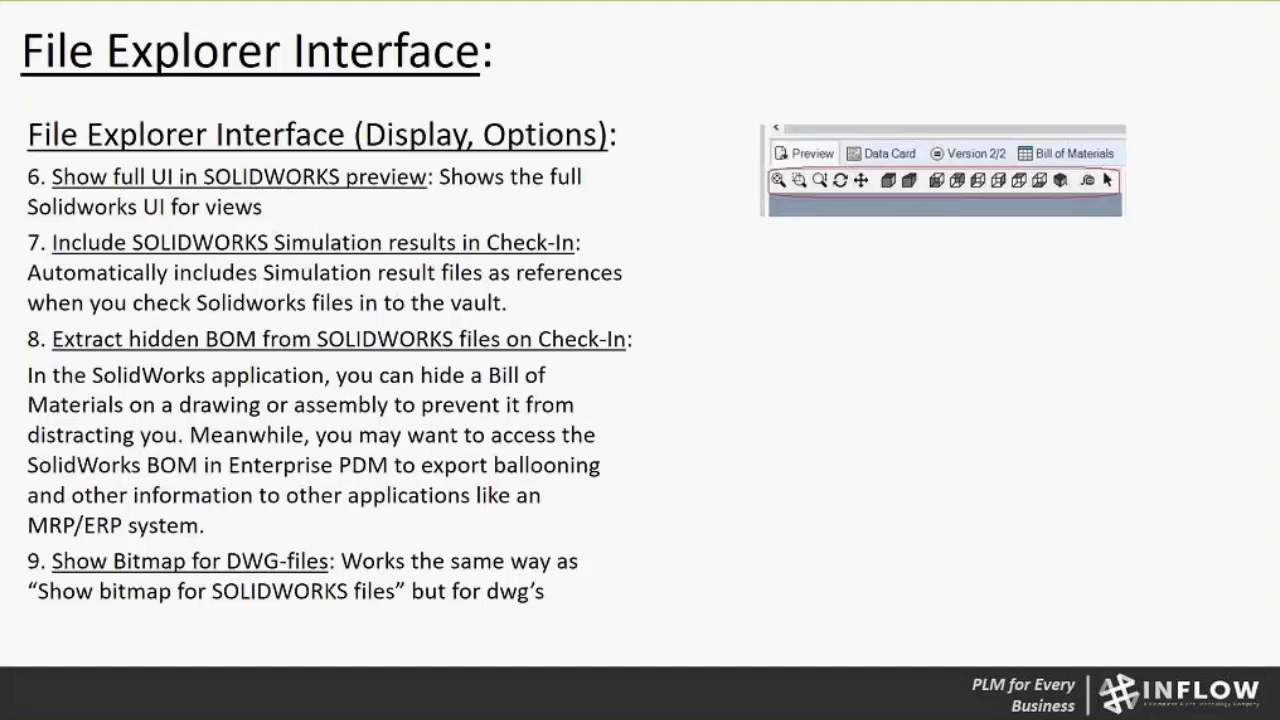 File Explorer Interface:
File Explorer Interface (Display, Options):
6. Show full UI in SOLIDWORKS preview: Shows the full
Solidworks UI for views
7. Include SOLIDWORKS Simulation results in Check-In:
Automatically includes Simulation result files as references
when you check Solidworks files in to the vault.
8. Extract hidden BOM from SOLIDWORKS files on Check-In:
In the SolidWorks application, you can hide a Bill of
Materials on a drawing or assembly to prevent it from
distracting you. Meanwhile, you may want to access the
SolidWorks BOM in Enterprise PDM to export ballooning
and other information to other applications like an
MRP/ERP system.
9. Show Bitmap for DWG-files: Works the same way as
“Show bitmap for SOLIDWORKS files” but for dwg’s
Preview Data Card Version 2/2 Bill of Materials
PLM for Every
Business
INFLOW